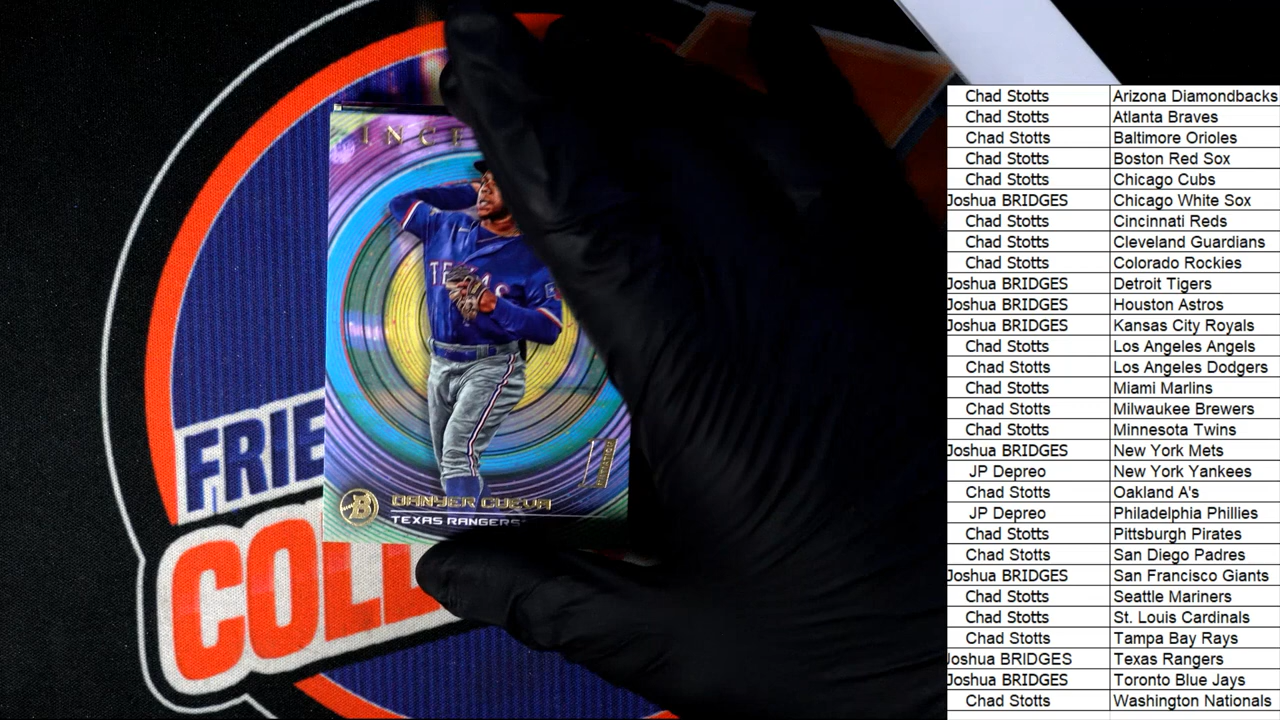 INCE
TEXAS
DANYER CUEVA
TEXAS RANGERS
B
FRIE
COLL
Chad Stotts Arizona Diamondbacks
Chad Stotts Atlanta Braves
Chad Stotts Baltimore Orioles
Chad Stotts Boston Red Sox
Chad Stotts Chicago Cubs
Joshua BRIDGES Chicago White Sox
Chad Stotts Cincinnati Reds
Chad Stotts Cleveland Guardians
Chad Stotts Colorado Rockies
Joshua BRIDGES Detroit Tigers
Joshua BRIDGES Houston Astros
Joshua BRIDGES Kansas City Royals
Chad Stotts Los Angeles Angels
Chad Stotts Los Angeles Dodgers
Chad Stotts Miami Marlins
Chad Stotts Milwaukee Brewers
Chad Stotts Minnesota Twins
Joshua BRIDGES New York Mets
JP Depreo New York Yankees
Chad Stotts Oakland A's
JP Depreo Philadelphia Phillies
Chad Stotts Pittsburgh Pirates
Chad Stotts San Diego Padres
Joshua BRIDGES San Francisco Giants
Chad Stotts Seattle Mariners
Chad Stotts St. Louis Cardinals
Chad Stotts Tampa Bay Rays
Joshua BRIDGES Texas Rangers
Joshua BRIDGES Toronto Blue Jays
Chad Stotts Washington Nationals